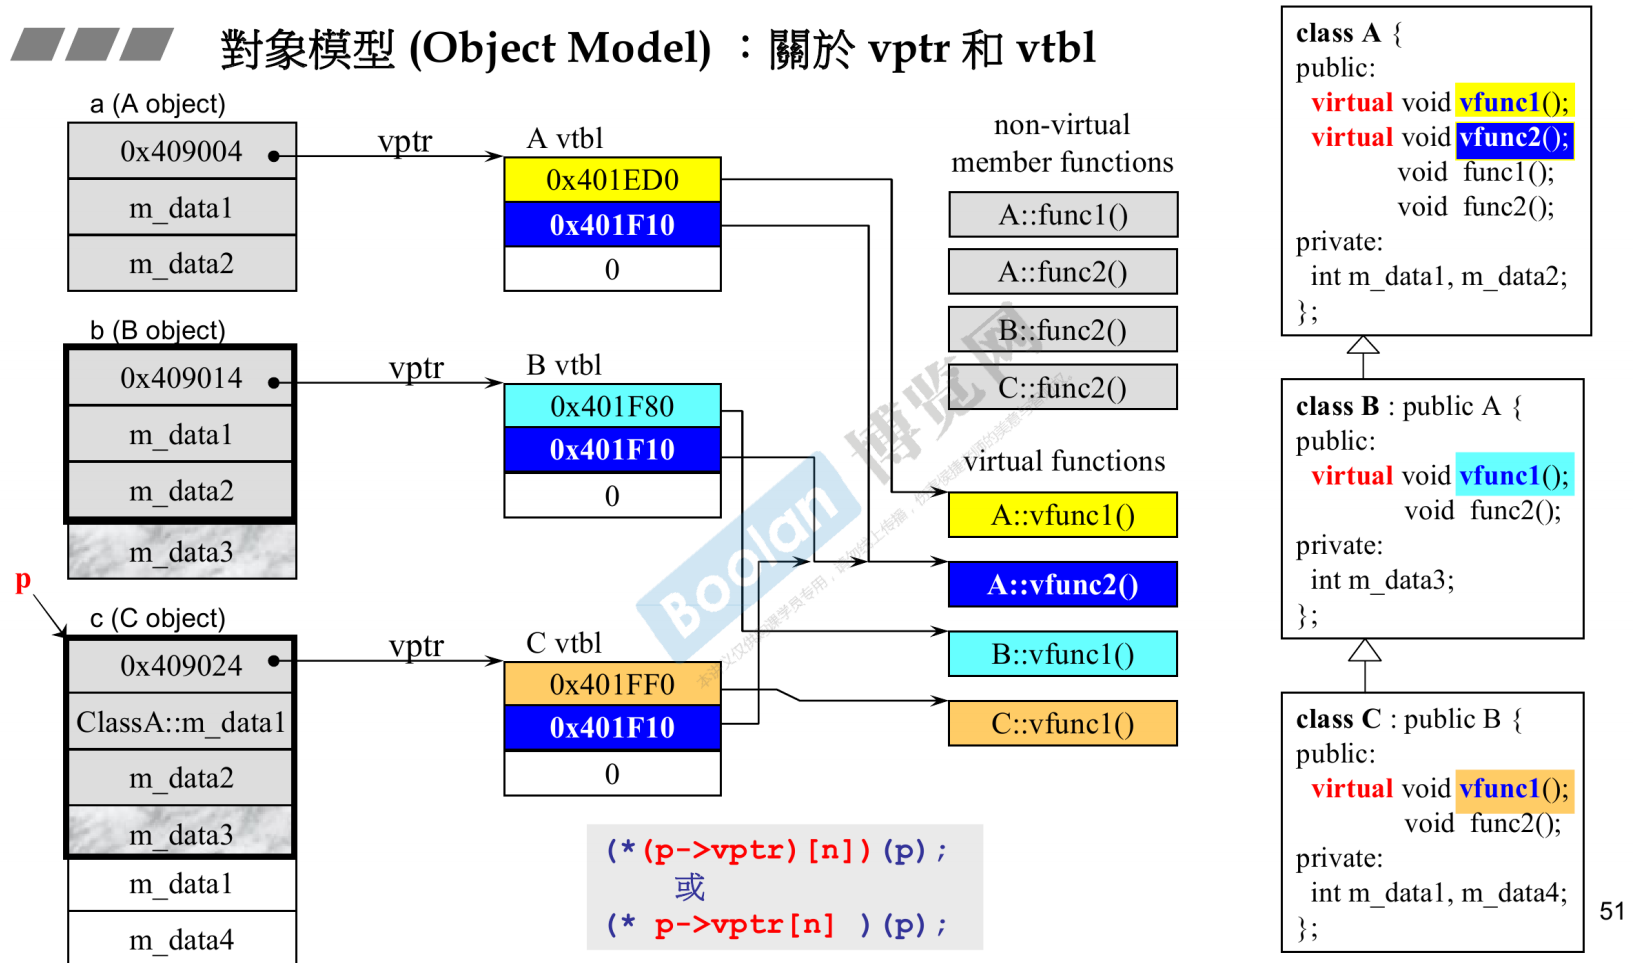 對象模型 (Object Model) ：關於 vptr 和 vtbl
a (A object)
0x409004
m_data1
m_data2
vptr
A vtbl
0x401ED0
0x401F10
0
b (B object)
0x409014
m_data1
m_data2
m_data3
vptr
B vtbl
0x401F80
0x401F10
0
p
c (C object)
0x409024
ClassA::m_data1
m_data2
m_data3
m_data1
m_data4
vptr
C vtbl
0x401FF0
0x401F10
0
(*(p->vptr)[n])(p);
或
(* p->vptr[n] )(p);
non-virtual
member functions
A::func1()
A::func2()
B::func2()
C::func2()
virtual functions
A::vfunc1()
A::vfunc2()
B::vfunc1()
C::vfunc1()
class A {
public:
virtual void vfunc1();
virtual void vfunc2();
void func1();
void func2();
private:
int m_data1, m_data2;
};
class B : public A {
public:
virtual void vfunc1();
void func2();
private:
int m_data3;
};
class C : public B {
public:
virtual void vfunc1();
void func2();
private:
int m_data1, m_data4;
};
51
Boolan 博览网